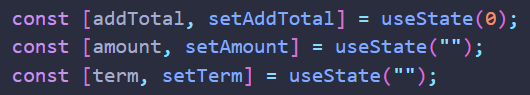 const [addTotal, setAddTotal] = useState(0);
const [amount, setAmount] = useState("");
const [term, setTerm] = useState("");